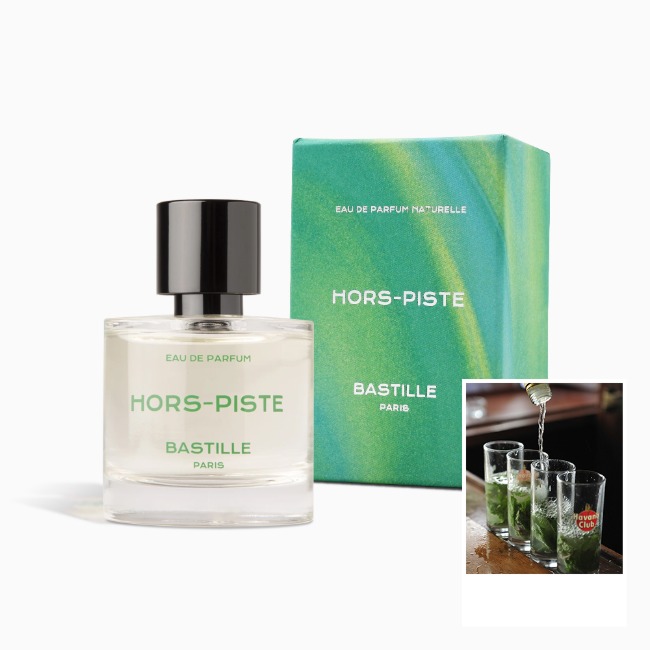 EAU DE PARFUM NATURELLE
HORS-PISTE
BASTILLE
PARIS
EAU DE PARFUM
HORS-PISTE
BASTILLE
PARIS
Havana
Club